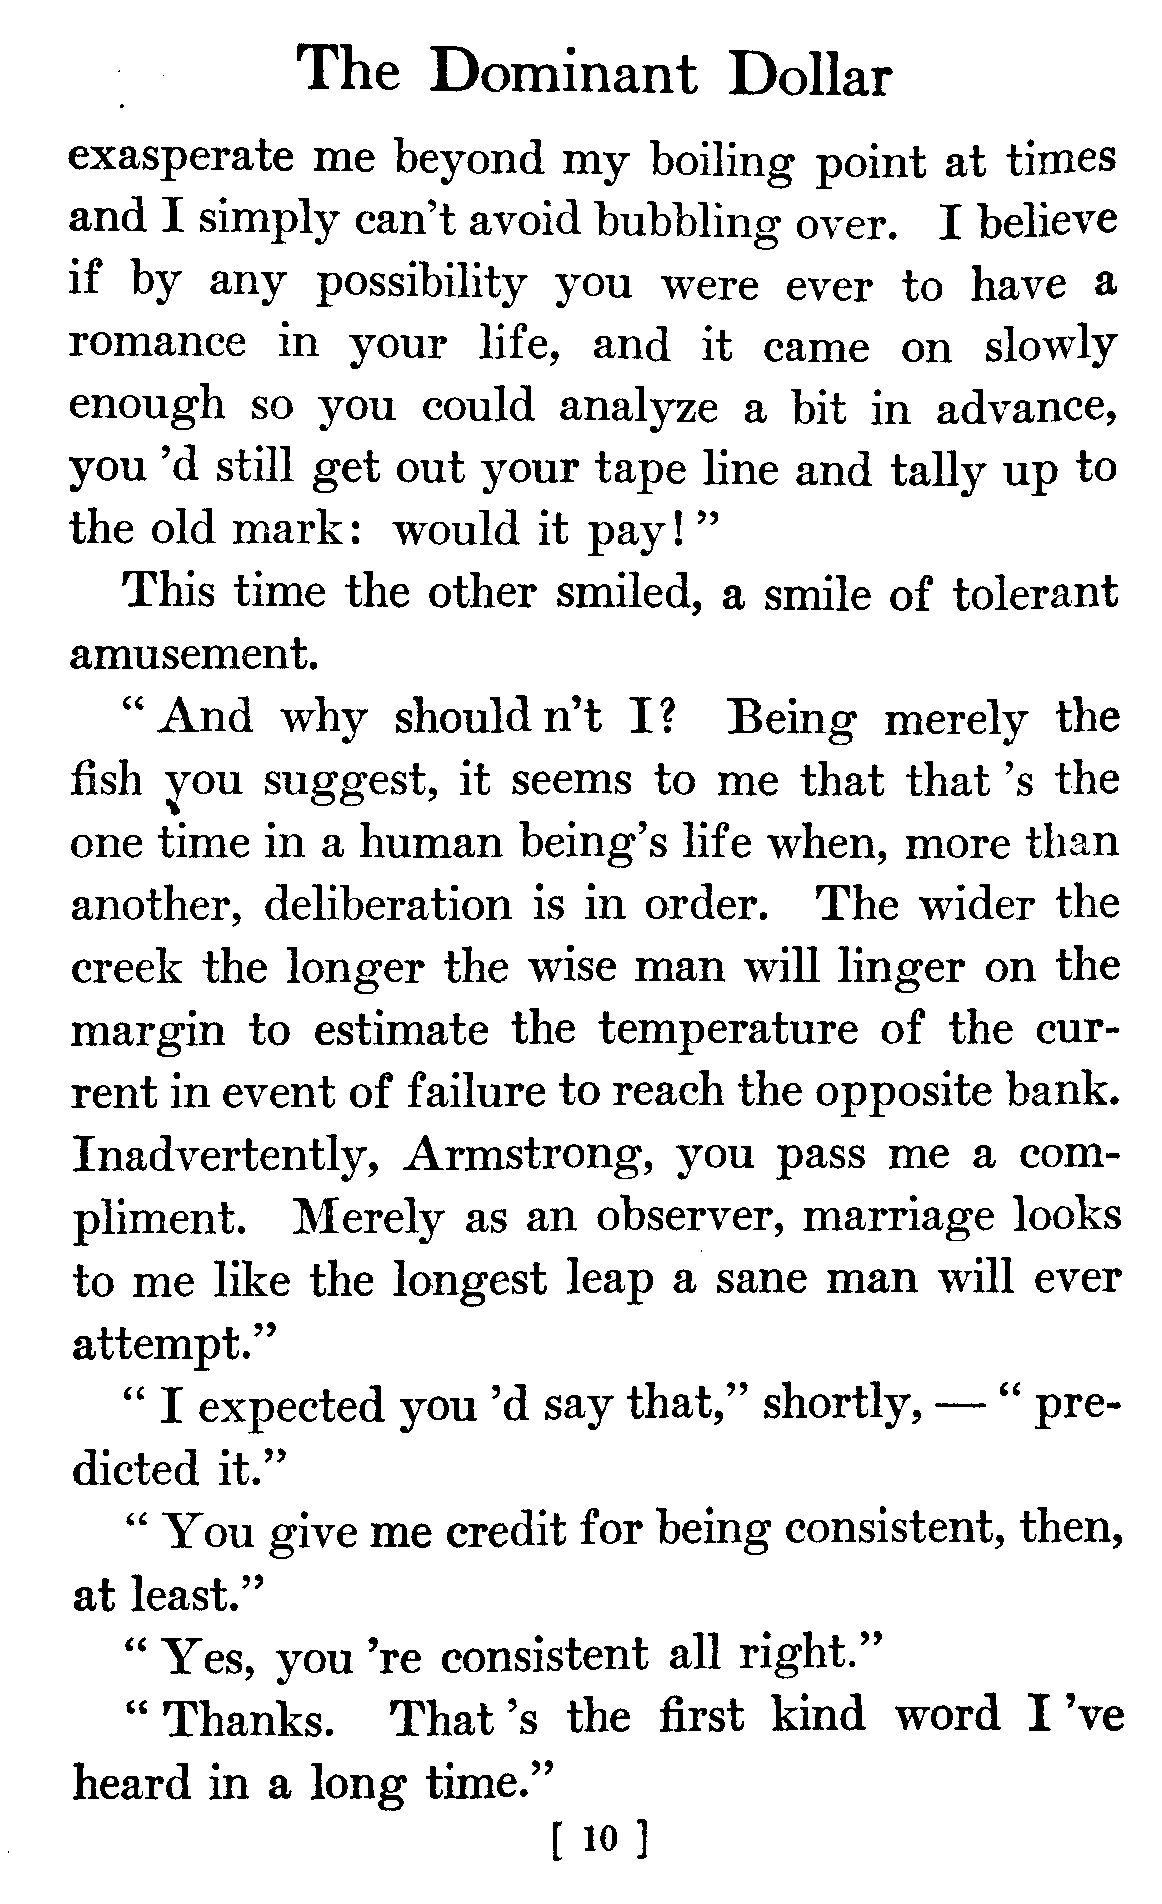 The Dominant Dollar
exasperate me beyond my boiling point at times
and I simply can't avoid bubbling over. I believe
if by any possibility you were ever to have a
romance in your life, and it came on slowly
enough so you could analyze a bit in advance,
you 'd still get out your tape line and tally up to
the old mark: would it pay!"
This time the other smiled, a smile of tolerant
amusement.
"And why should n't I? Being merely the
fish you suggest, it seems to me that that 's the
one time in a human being's life when, more than
another, deliberation is in order. The wider the
creek the longer the wise man will linger on the
margin to estimate the temperature of the cur-
rent in event of failure to reach the opposite bank.
Inadvertently, Armstrong, you pass me a com-
pliment. Merely as an observer, marriage looks
to me like the longest leap a sane man will ever
attempt."
"I expected you 'd say that," shortly, — "pre-
dicted it."
"You give me credit for being consistent, then,
at least."
"Yes, you 're consistent all right."
"Thanks. That 's the first kind word I 've
heard in a long time."
[ 10 ]